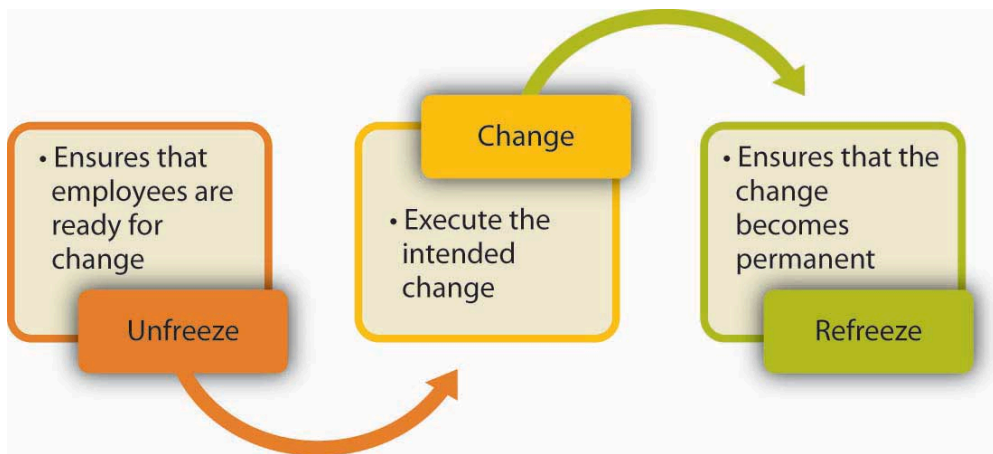 • Ensures that
employees are
ready for
change
Unfreeze
Change
• Execute the
intended
change
• Ensures that the
change
becomes
permanent
Refreeze